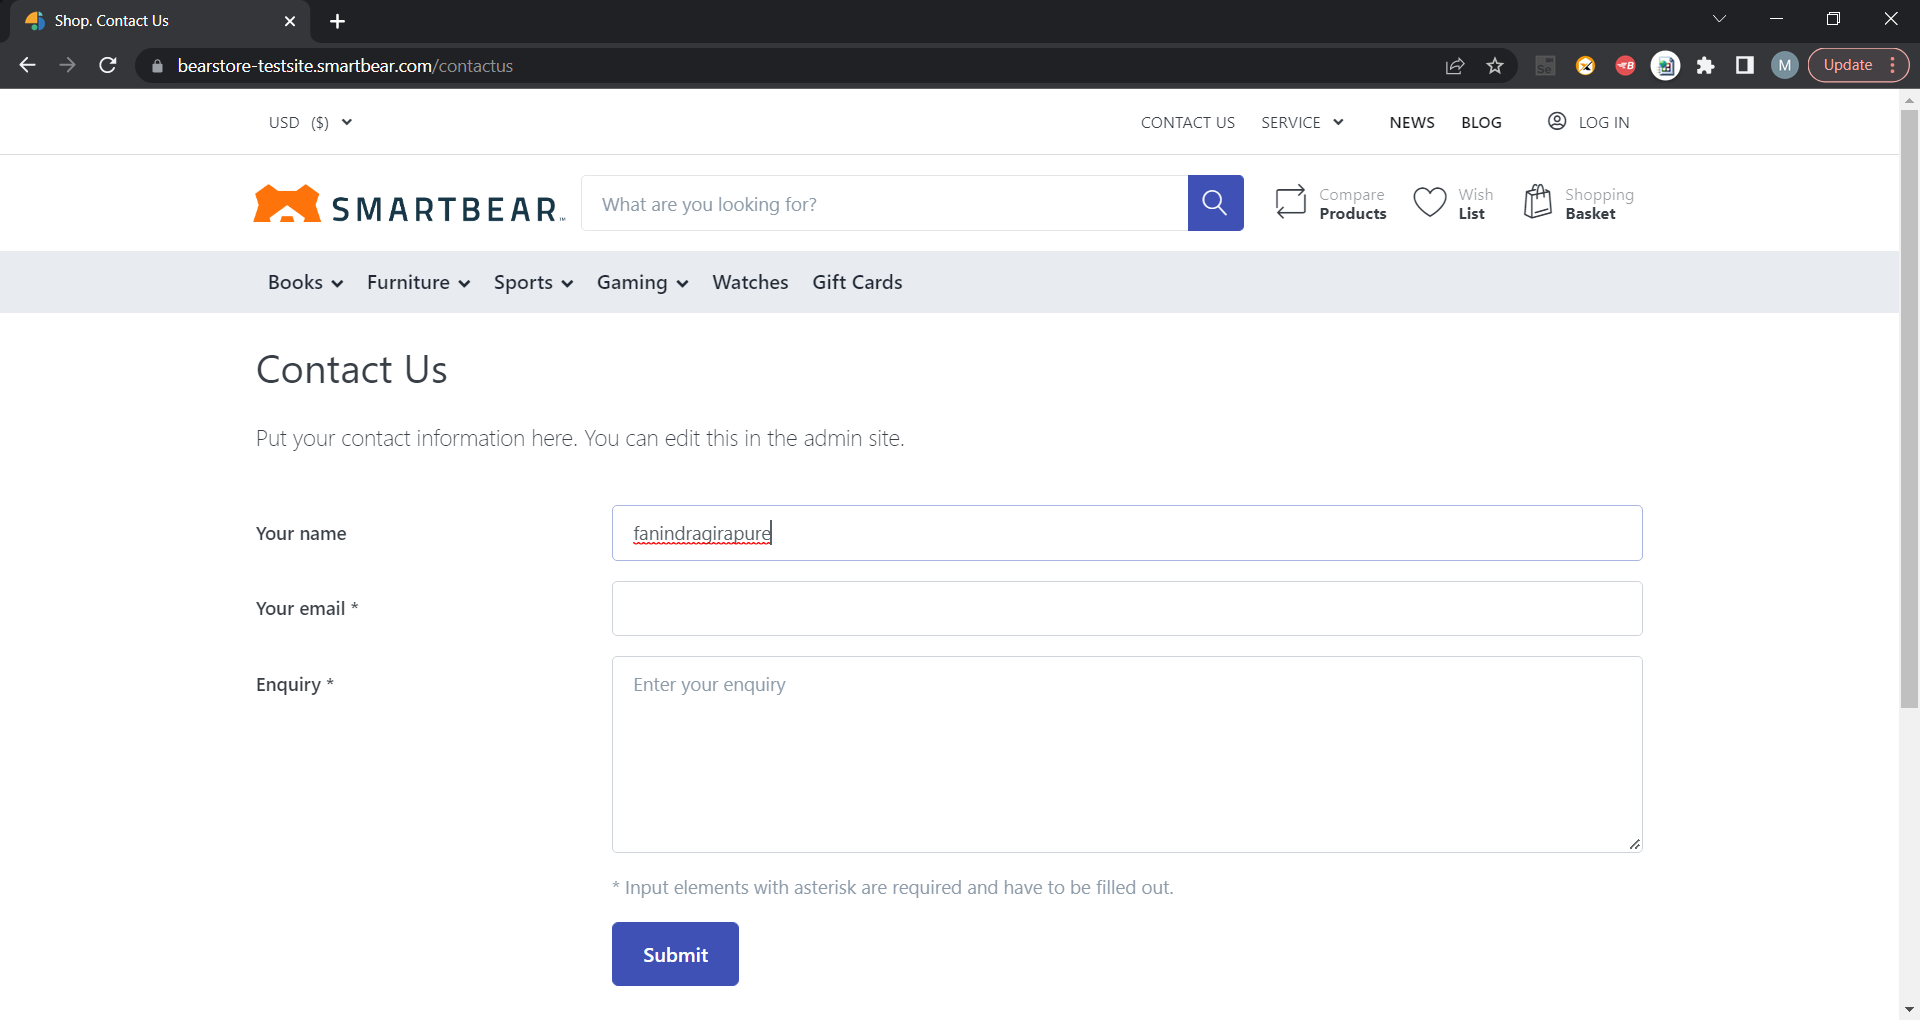 Shop. Contact Us
bearstore-testsite.smartbear.com/contactus
Se
B
M
Update
USD ($)
CONTACT US SERVICE NEWS BLOG LOG IN
SMARTBEAR™
What are you looking for?
Compare Products
Wish List
Shopping Basket
Books Furniture Sports Gaming Watches Gift Cards
Contact Us
Put your contact information here. You can edit this in the admin site.
Your name
fanindragirapure
Your email *
Enquiry *
Enter your enquiry
* Input elements with asterisk are required and have to be filled out.
Submit